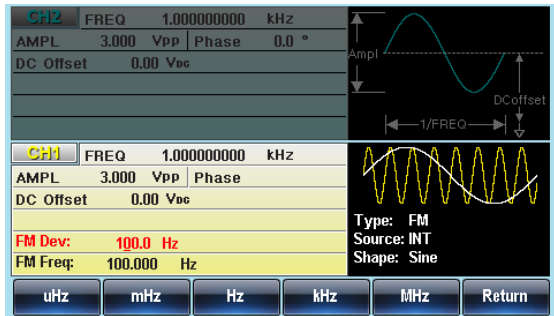 CH2 FREQ 1.000000000 kHz
AMPL 3.000 VPP Phase 0.0 °
DC Offset 0.00 VDC
Ampl
DCoffset
1/FREQ
CH1 FREQ 1.000000000 kHz
AMPL 3.000 VPP Phase
DC Offset 0.00 VDC
FM Dev: 100.0 Hz
FM Freq: 100.000 Hz
Type: FM
Source: INT
Shape: Sine
uHz mHz Hz kHz MHz Return